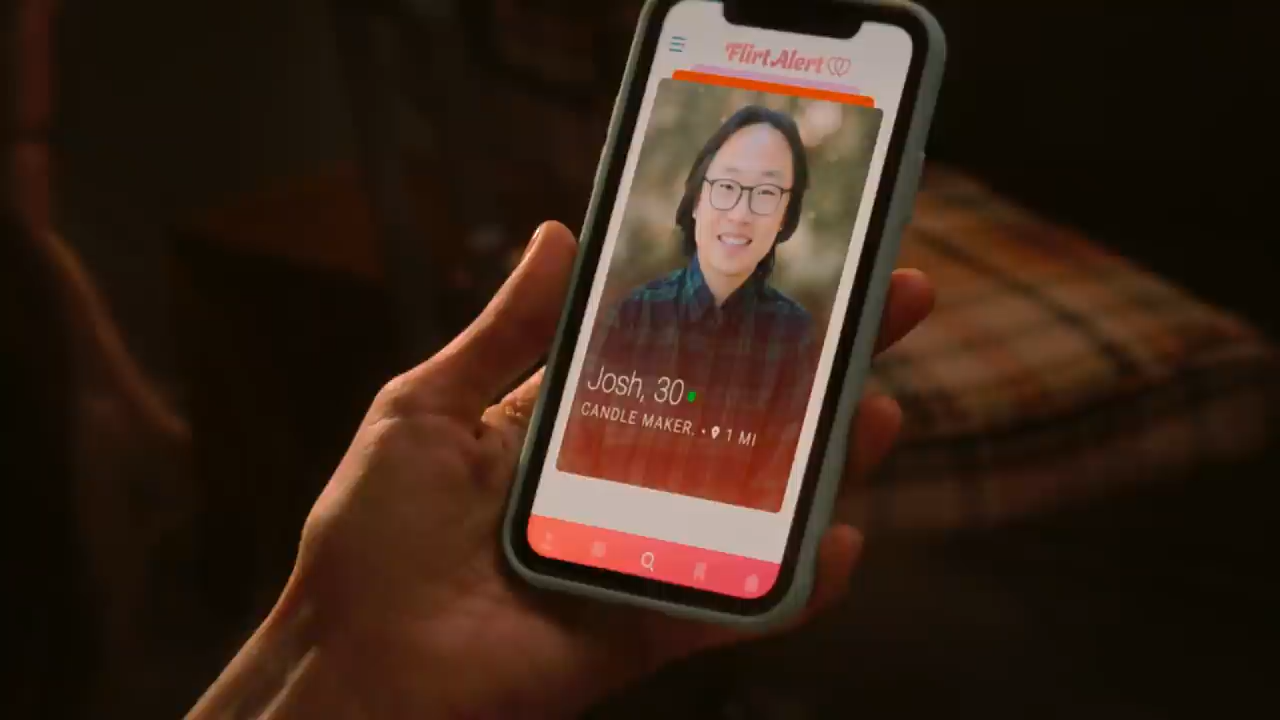 Flirt Alert
Josh, 30
CANDLE MAKER. • 1 MI